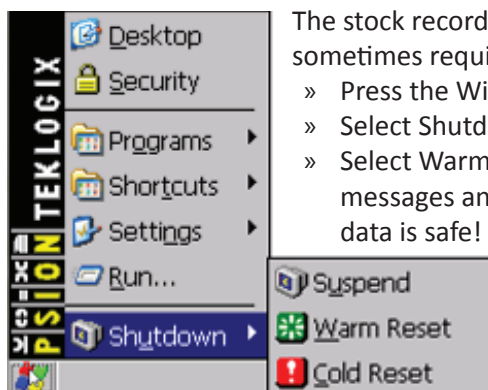 The stock record
sometimes requi
» Press the Wi
» Select Shutd
» Select Warm
messages an
data is safe!
PSION TEKLOGIX
Desktop
Security
Programs
Shortcuts
Settings
Run...
Shutdown
Suspend
Warm Reset
Cold Reset